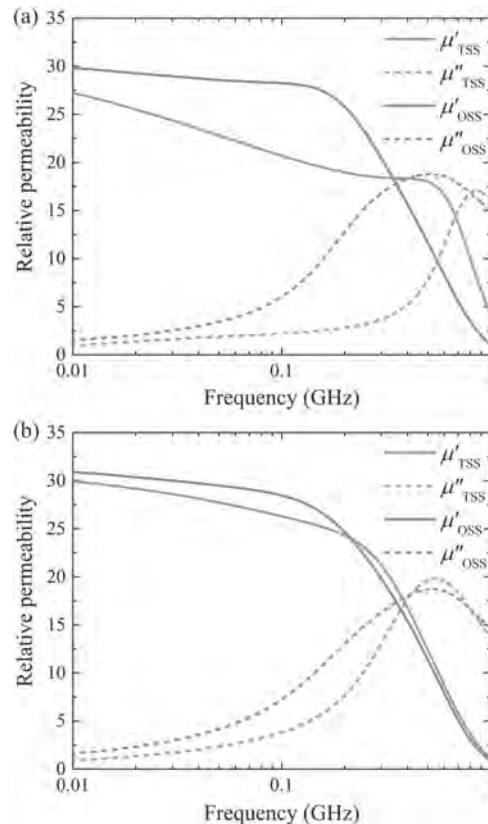 (a)
35
30
25
20
15
10
5
0
Relative permeability
μ′TSS
μ″TSS
μ′OSS
μ″OSS
0.01
0.1
Frequency (GHz)
(b)
35
30
25
20
15
10
5
0
Relative permeability
μ′TSS
μ″TSS
μ′OSS
μ″OSS
0.01
0.1
Frequency (GHz)